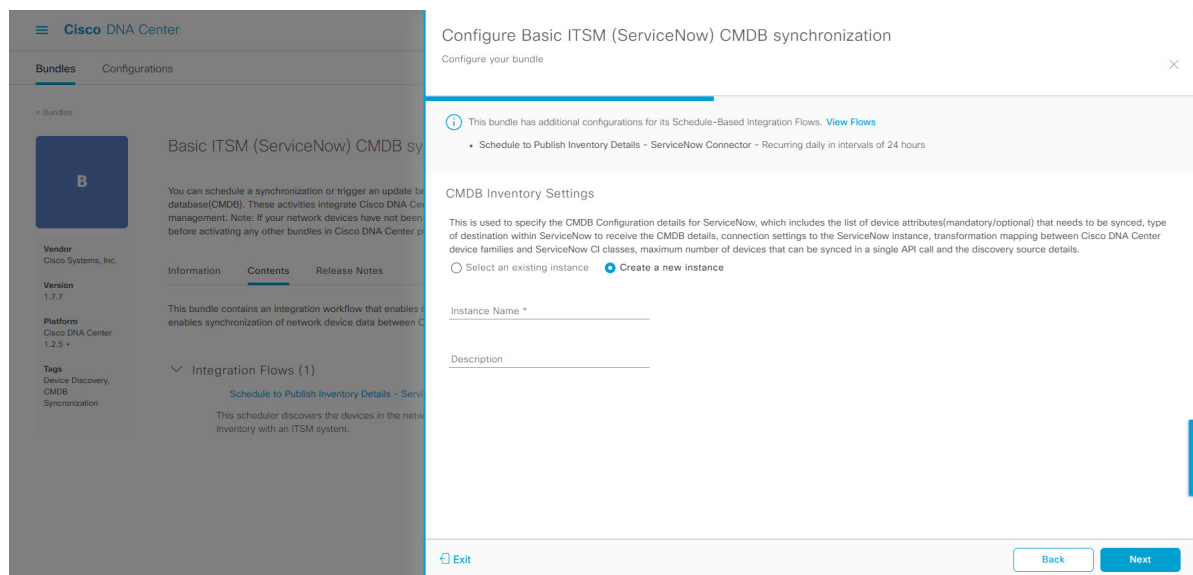 Cisco DNA Center
Bundles Configurations
< Bundles
B
Vendor
Cisco Systems, Inc.
Version
1.7.7
Platform
Cisco DNA Center
1.2.5 +
Tags
Device Discovery,
CMDB
Syncronization
Basic ITSM (ServiceNow) CMDB sy
You can schedule a synchronization or trigger an update be
database(CMDB). These activities integrate Cisco DNA Cen
management. Note: If your network devices have not been
before activating any other bundles in Cisco DNA Center p
Information Contents Release Notes
This bundle contains an integration workflow that enables
enables synchronization of network device data between C
Integration Flows (1)
Schedule to Publish Inventory Details - Servi
This scheduler discovers the devices in the netw
Inventory with an ITSM system.
Configure Basic ITSM (ServiceNow) CMDB synchronization
Configure your bundle
This bundle has additional configurations for its Schedule-Based Integration Flows. View Flows
• Schedule to Publish Inventory Details - ServiceNow Connector - Recurring daily in intervals of 24 hours
CMDB Inventory Settings
This is used to specify the CMDB Configuration details for ServiceNow, which includes the list of device attributes(mandatory/optional) that needs to be synced, type
of destination within ServiceNow to receive the CMDB details, connection settings to the ServiceNow instance, transformation mapping between Cisco DNA Center
device families and ServiceNow CI classes, maximum number of devices that can be synced in a single API call and the discovery source details.
Select an existing instance Create a new instance
Instance Name *
Description
Exit Back Next